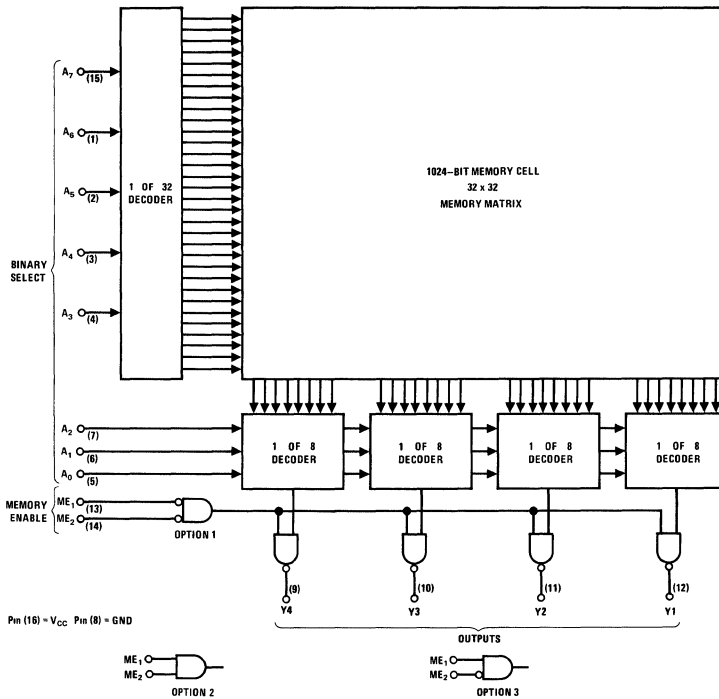 A7 (15)
A6 (1)
A5 (2)
A4 (3)
A3 (4)
BINARY
SELECT
1 OF 32
DECODER
1024-BIT MEMORY CELL
32 x 32
MEMORY MATRIX
A2 (7)
A1 (6)
A0 (5)
1 OF 8
DECODER
1 OF 8
DECODER
1 OF 8
DECODER
1 OF 8
DECODER
MEMORY
ENABLE
ME1 (13)
ME2 (14)
OPTION 1
(9) (10) (11) (12)
Y4 Y3 Y2 Y1
Pin (16) = VCC Pin (8) = GND
OUTPUTS
ME1
ME2
OPTION 2
ME1
ME2
OPTION 3